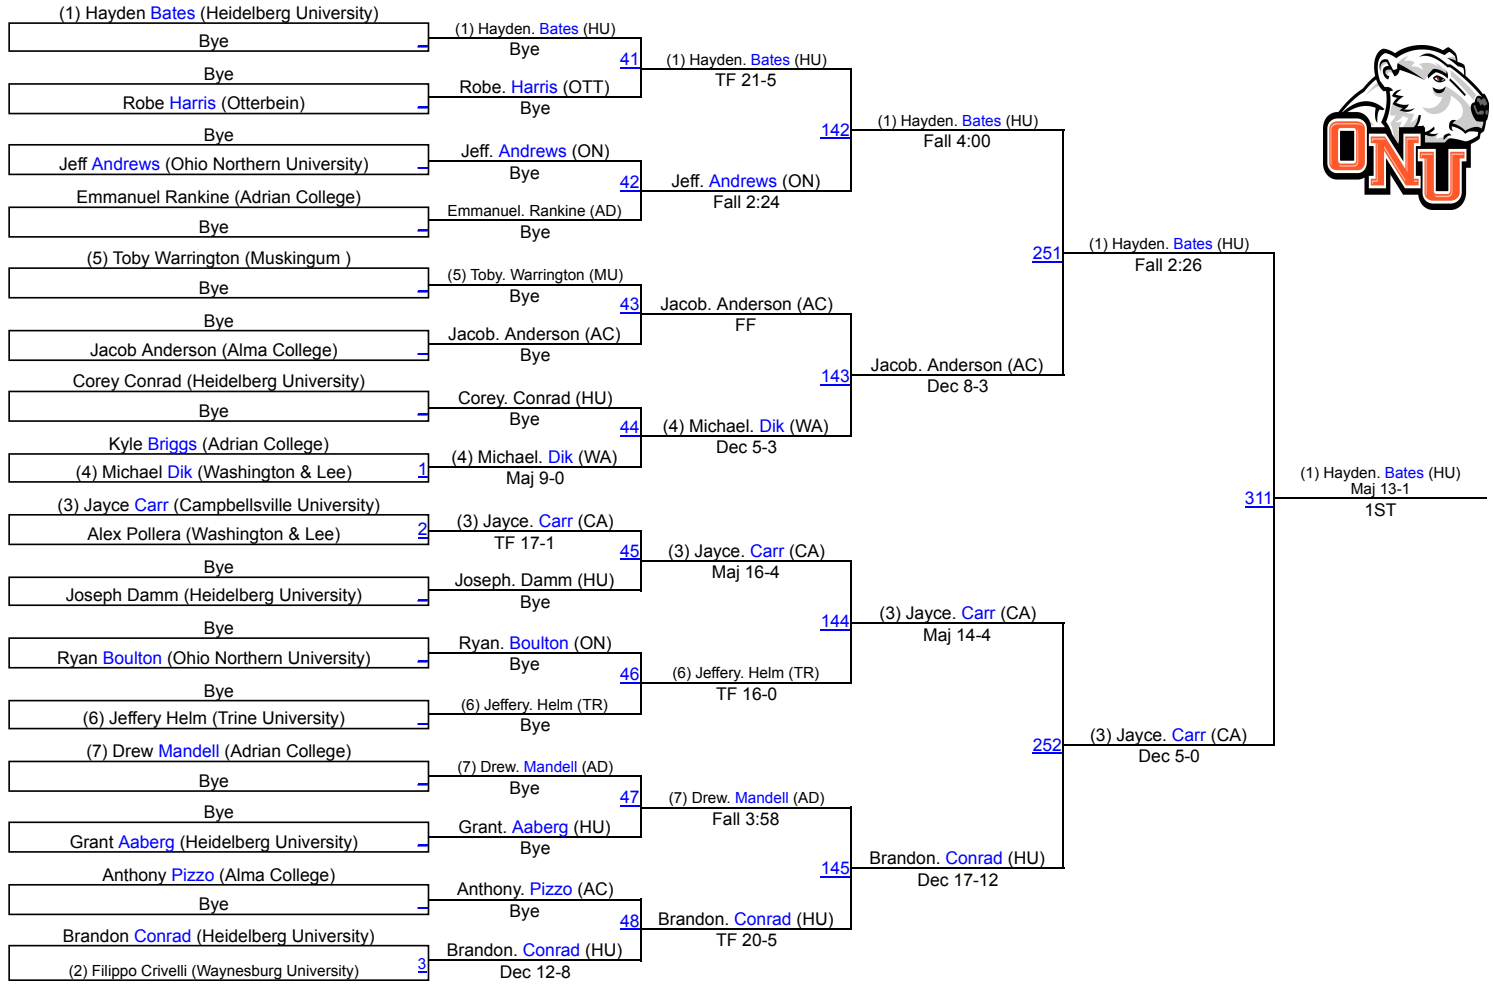 (1) Hayden Bates (Heidelberg University)
Bye
Bye
Robe Harris (Otterbein)
Bye
Jeff Andrews (Ohio Northern University)
Emmanuel Rankine (Adrian College)
Bye
(5) Toby Warrington (Muskingum )
Bye
Bye
Jacob Anderson (Alma College)
Corey Conrad (Heidelberg University)
Bye
Kyle Briggs (Adrian College)
(4) Michael Dik (Washington & Lee) 1
(3) Jayce Carr (Campbellsville University)
Alex Pollera (Washington & Lee) 2
Bye
Joseph Damm (Heidelberg University)
Bye
Ryan Boulton (Ohio Northern University)
Bye
(6) Jeffery Helm (Trine University)
(7) Drew Mandell (Adrian College)
Bye
Bye
Grant Aaberg (Heidelberg University)
Anthony Pizzo (Alma College)
Bye
Brandon Conrad (Heidelberg University)
(2) Filippo Crivelli (Waynesburg University) 3
(1) Hayden. Bates (HU)
Bye
41
Robe. Harris (OTT)
Bye
Jeff. Andrews (ON)
Bye
42
Emmanuel. Rankine (AD)
Bye
(5) Toby. Warrington (MU)
Bye
43
Jacob. Anderson (AC)
Bye
Corey. Conrad (HU)
Bye
44
(4) Michael. Dik (WA)
Maj 9-0
(3) Jayce. Carr (CA)
TF 17-1
45
Joseph. Damm (HU)
Bye
Ryan. Boulton (ON)
Bye
46
(6) Jeffery. Helm (TR)
Bye
(7) Drew. Mandell (AD)
Bye
47
Grant. Aaberg (HU)
Bye
Anthony. Pizzo (AC)
Bye
48
Brandon. Conrad (HU)
Dec 12-8
(1) Hayden. Bates (HU)
TF 21-5
142
Jeff. Andrews (ON)
Fall 2:24
Jacob. Anderson (AC)
FF
143
(4) Michael. Dik (WA)
Dec 5-3
(3) Jayce. Carr (CA)
Maj 16-4
144
(6) Jeffery. Helm (TR)
TF 16-0
(7) Drew. Mandell (AD)
Fall 3:58
145
Brandon. Conrad (HU)
TF 20-5
(1) Hayden. Bates (HU)
Fall 4:00
251
Jacob. Anderson (AC)
Dec 8-3
(3) Jayce. Carr (CA)
Maj 14-4
252
Brandon. Conrad (HU)
Dec 17-12
(1) Hayden. Bates (HU)
Fall 2:26
311
(3) Jayce. Carr (CA)
Dec 5-0
(1) Hayden. Bates (HU)
Maj 13-1
1ST
ONU